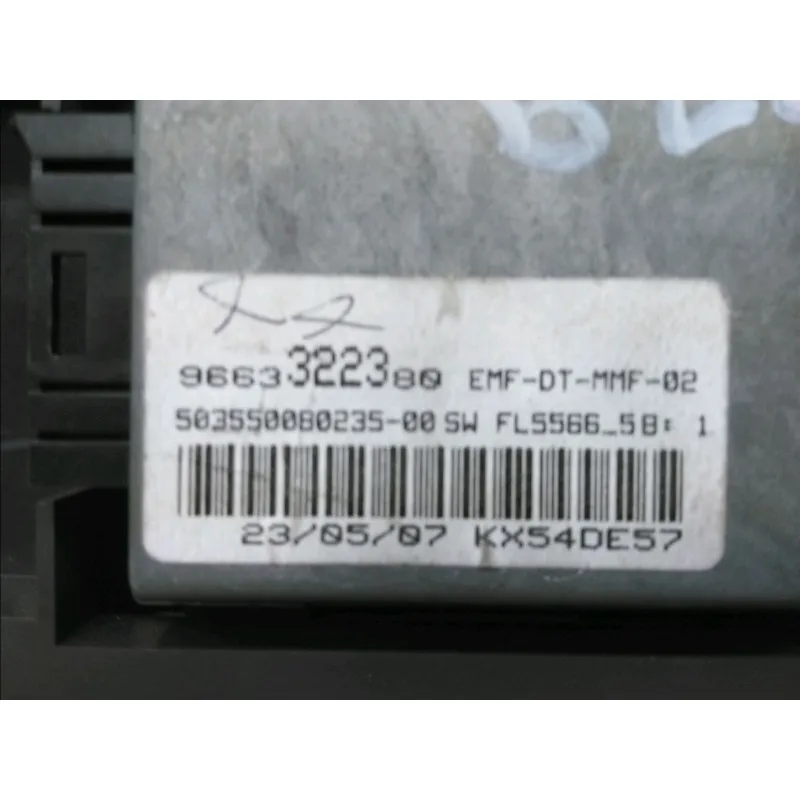 9663322380 EMF-DT-MMF-02
503550080235-00 SW FL5566_5B: 1
23/05/07 KX54DE57